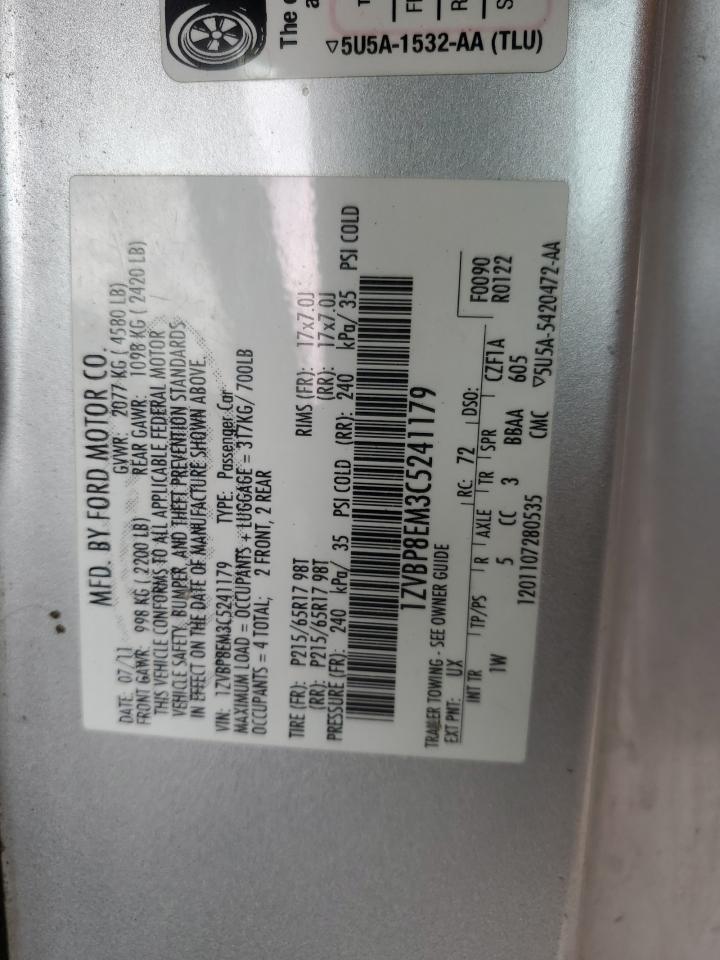 The
▽5U5A-1532-AA (TLU)
MFD. BY FORD MOTOR CO.
DATE: 07/11 GVWR: 2077 KG ( 4580 LB)
FRONT GAWR: 998 KG ( 2200 LB) REAR GAWR: 1098 KG ( 2420 LB)
THIS VEHICLE CONFORMS TO ALL APPLICABLE FEDERAL MOTOR
VEHICLE SAFETY, BUMPER, AND THEFT PREVENTION STANDARDS
IN EFFECT ON THE DATE OF MANUFACTURE SHOWN ABOVE.
VIN: 1ZVBP8EM3C5241179 TYPE: Passenger Car
MAXIMUM LOAD = OCCUPANTS + LUGGAGE = 317KG/700LB
OCCUPANTS = 4 TOTAL; 2 FRONT, 2 REAR
TIRE (FR): P215/65R17 98T RIMS (FR): 17x7.0J
(RR): P215/65R17 98T (RR): 17x7.0J
PRESSURE (FR): 240 kPa/ 35 PSI COLD (RR): 240 kPa/ 35 PSI COLD
1ZVBP8EM3C5241179
TRAILER TOWING - SEE OWNER GUIDE
EXT PNT: UX RC: 72 DSO: F0090
INT TR TP/PS R AXLE TR SPR R0122
1W 5 CC 3 BBAA CZF1A
605
1201107280535 CMC ▽5U5A-5420472-AA